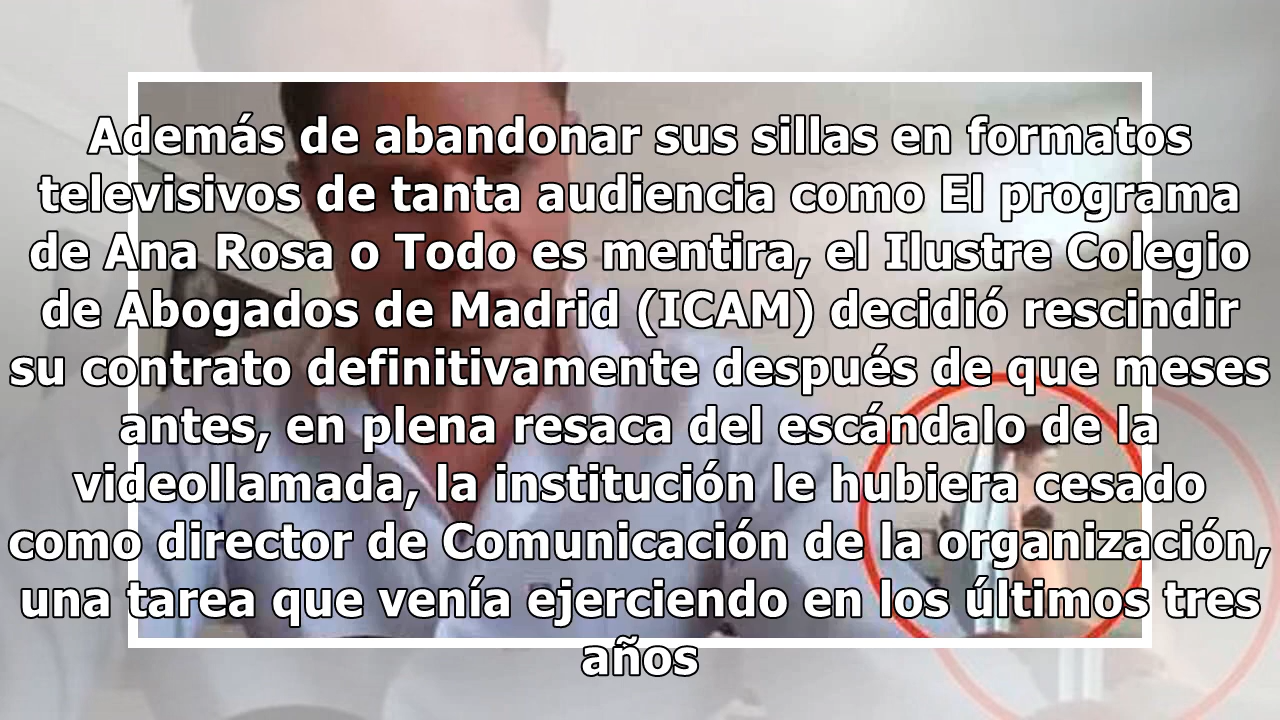 Además de abandonar sus sillas en formatos
televisivos de tanta audiencia como El programa
de Ana Rosa o Todo es mentira, el Ilustre Colegio
de Abogados de Madrid (ICAM) decidió rescindir
su contrato definitivamente después de que meses
antes, en plena resaca del escándalo de la
videollamada, la institución le hubiera cesado
como director de Comunicación de la organización,
una tarea que venía ejerciendo en los últimos tres
años